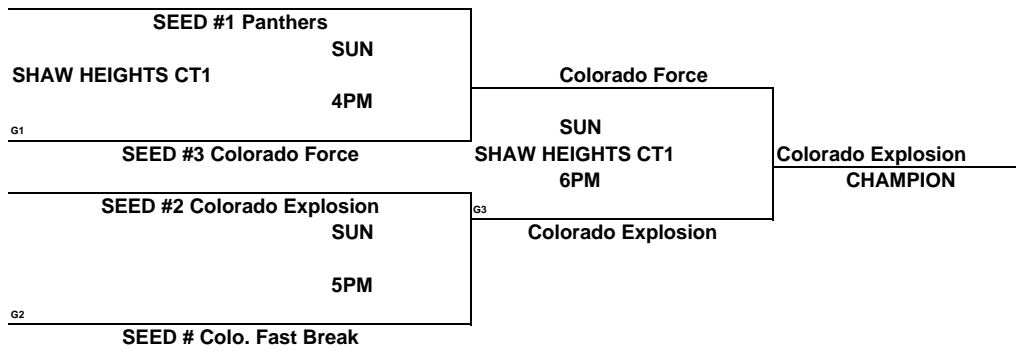 SEED #1 Panthers
SUN
SHAW HEIGHTS CT1
Colorado Force
4PM
G1
SUN
SEED #3 Colorado Force
SHAW HEIGHTS CT1
Colorado Explosion
6PM
CHAMPION
SEED #2 Colorado Explosion
G3
SUN
Colorado Explosion
5PM
G2
SEED # Colo. Fast Break